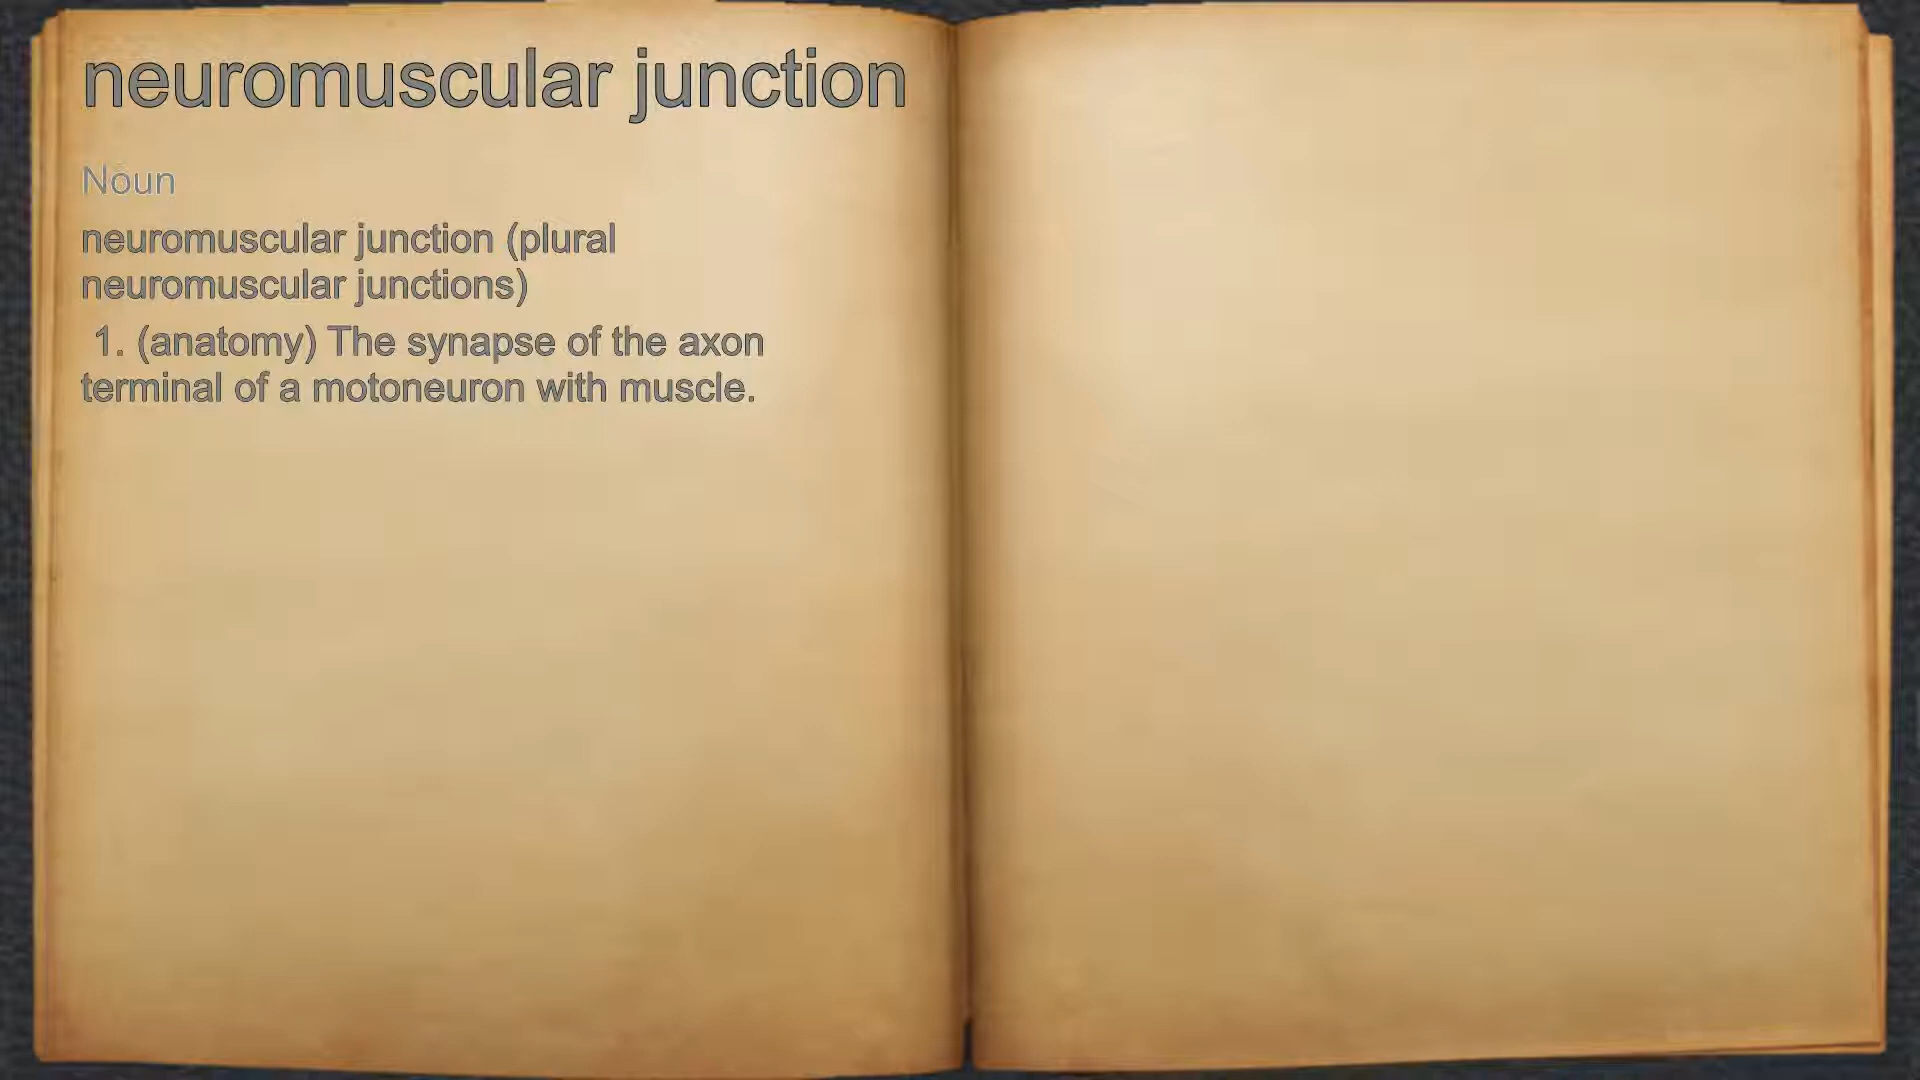 neuromuscular junction
Noun
neuromuscular junction (plural
neuromuscular junctions)
1. (anatomy) The synapse of the axon
terminal of a motoneuron with muscle.